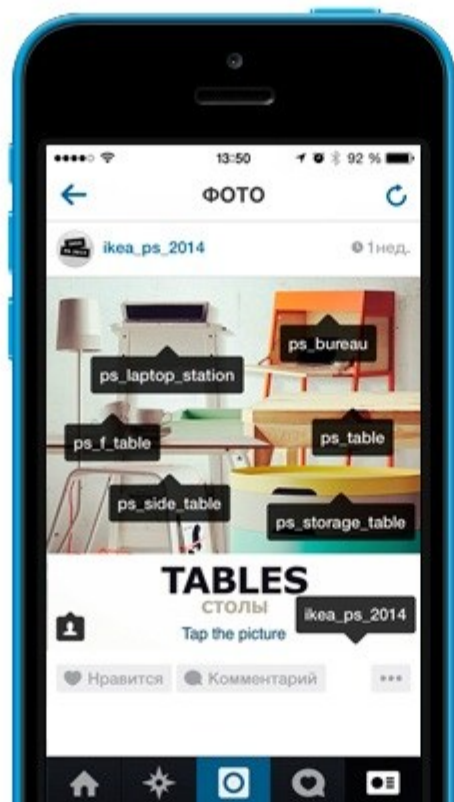 13:50
92 %
ФОТО
ikea_ps_2014
1нед.
ps_bureau
ps_laptop_station
ps_f_table
ps_table
ps_side_table
ps_storage_table
TABLES
СТОЛЫ
ikea_ps_2014
Tap the picture
Нравится
Комментарий